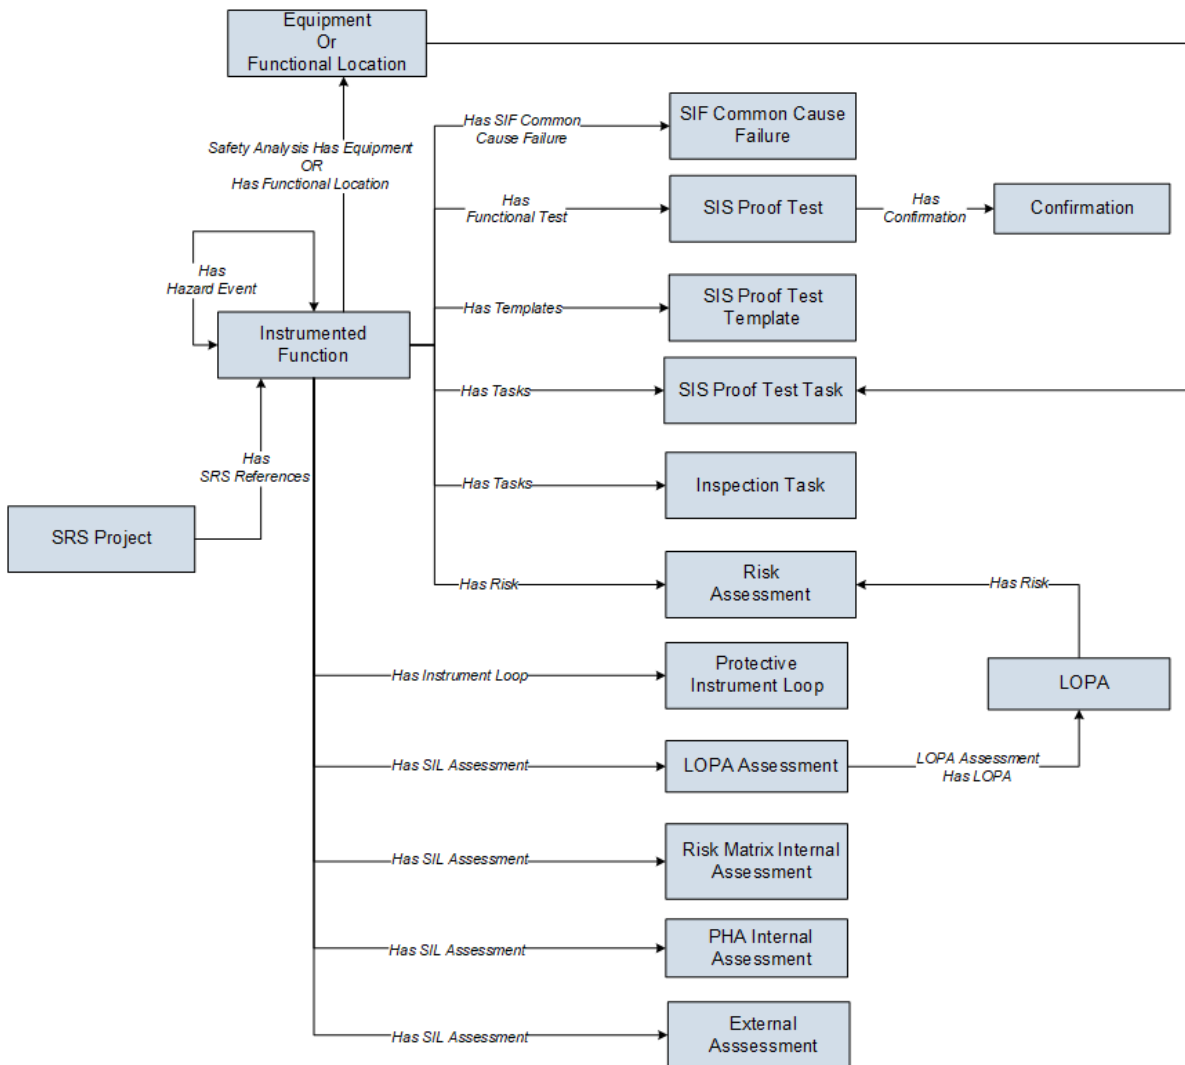 Equipment
Or
Functional Location
Safety Analysis Has Equipment
OR
Has Functional Location
Has SIF Common
Cause Failure
SIF Common Cause
Failure
Has
Functional Test
SIS Proof Test
Has
Confirmation
Confirmation
Has
Hazard Event
Has Templates
SIS Proof Test
Template
Instrumented
Function
Has Tasks
SIS Proof Test Task
Has
SRS References
Has Tasks
Inspection Task
SRS Project
Has Risk
Risk
Assessment
Has Risk
Has Instrument Loop
Protective
Instrument Loop
LOPA
Has SIL Assessment
LOPA Assessment
LOPA Assessment
Has LOPA
Has SIL Assessment
Risk Matrix Internal
Assessment
Has SIL Assessment
PHA Internal
Assessment
Has SIL Assessment
External
Asssessment